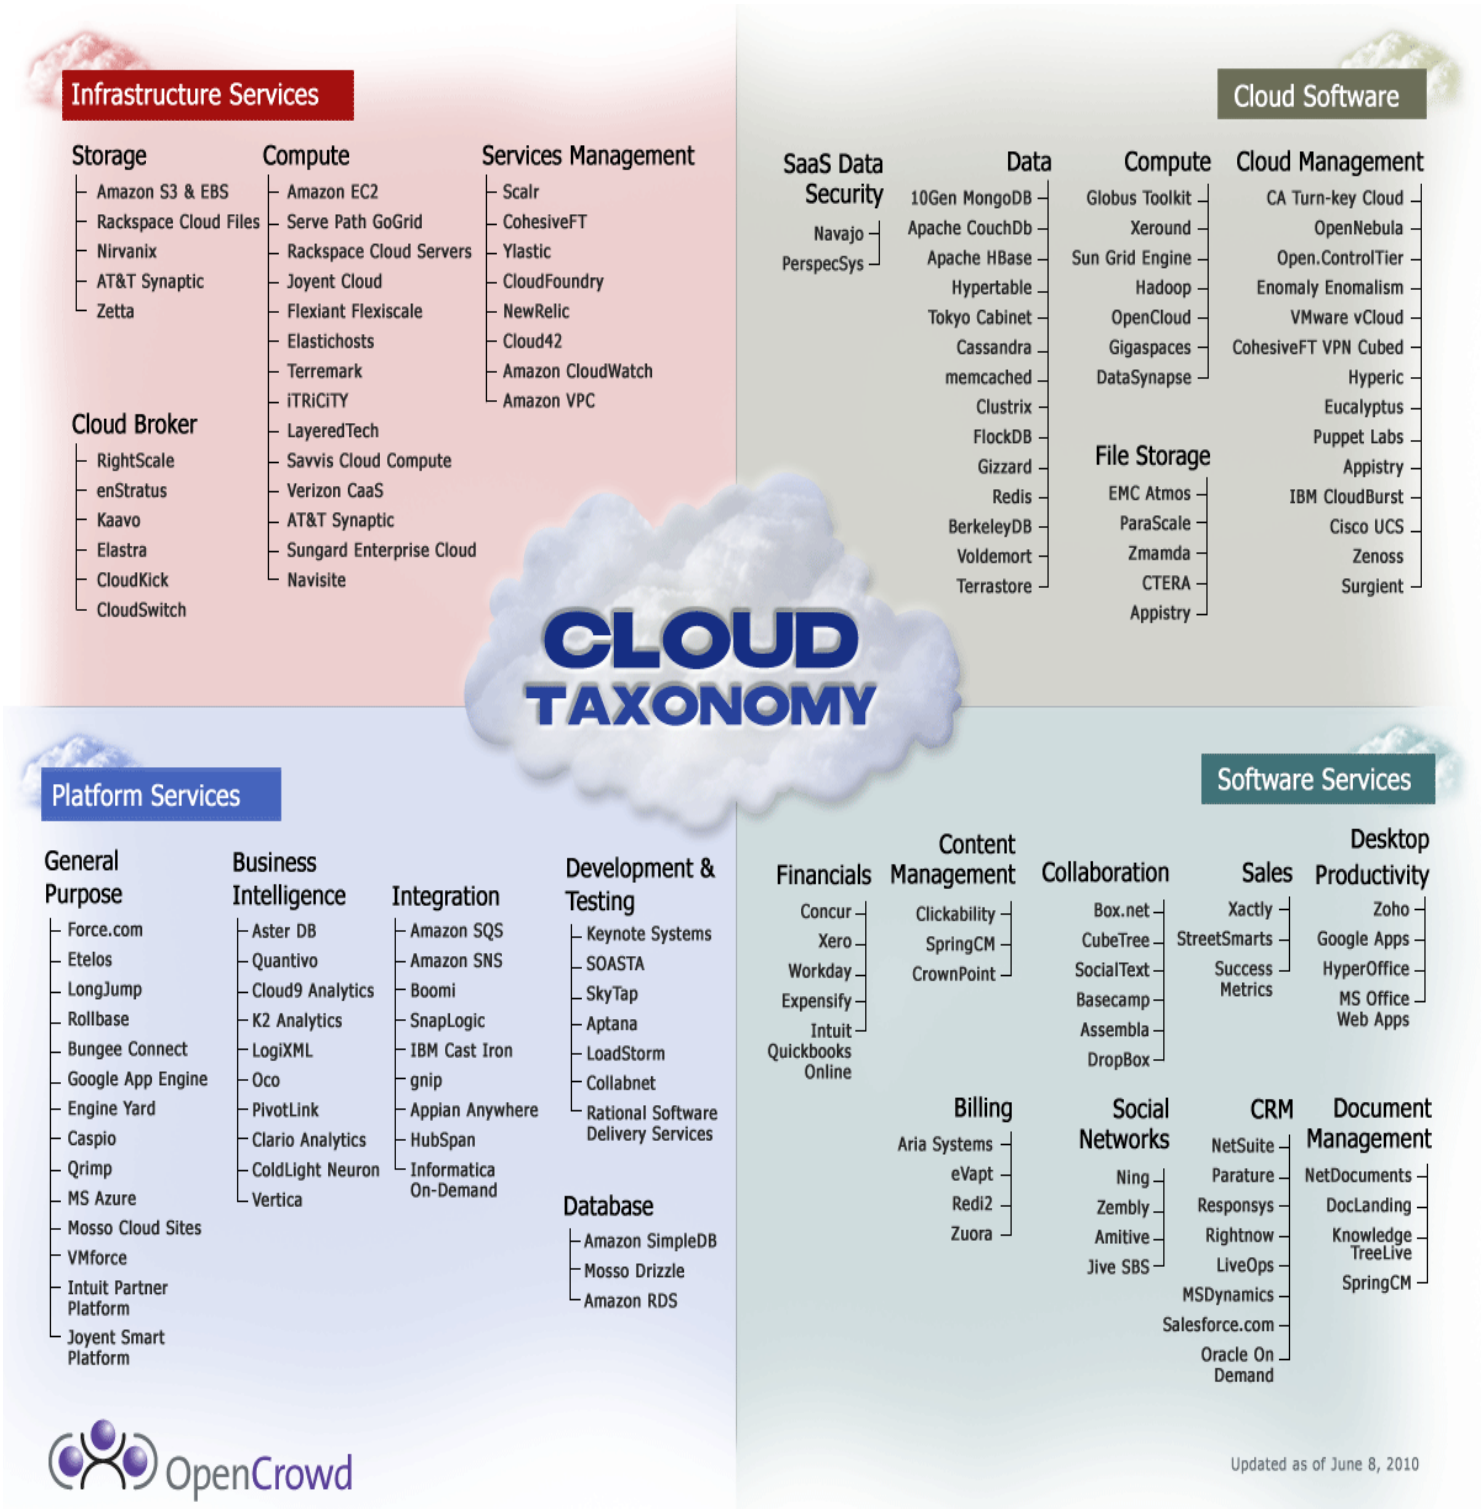 Infrastructure Services
Storage
Amazon S3 & EBS
Rackspace Cloud Files
Nirvanix
AT&T Synaptic
Zetta
Cloud Broker
RightScale
enStratus
Kaavo
Elastra
CloudKick
CloudSwitch
Compute
Amazon EC2
Serve Path GoGrid
Rackspace Cloud Servers
Joyent Cloud
Flexiant Flexiscale
Elastichosts
Terremark
iTRiCiTY
LayeredTech
Savvis Cloud Compute
Verizon CaaS
AT&T Synaptic
Sungard Enterprise Cloud
Navisite
Services Management
Scalr
CohesiveFT
Ylastic
CloudFoundry
NewRelic
Cloud42
Amazon CloudWatch
Amazon VPC
Cloud Software
SaaS Data
Security
Navajo
PerspecSys
Data
10Gen MongoDB
Apache CouchDb
Apache HBase
Hypertable
Tokyo Cabinet
Cassandra
memcached
Clustrix
FlockDB
Gizzard
Redis
BerkeleyDB
Voldemort
Terrastore
Compute
Globus Toolkit
Xeround
Sun Grid Engine
Hadoop
OpenCloud
Gigaspaces
DataSynapse
File Storage
EMC Atmos
ParaScale
Zmamda
CTERA
Appistry
Cloud Management
CA Turn-key Cloud
OpenNebula
Open.ControlTier
Enomaly Enomalism
VMware vCloud
CohesiveFT VPN Cubed
Hyperic
Eucalyptus
Puppet Labs
Appistry
IBM CloudBurst
Cisco UCS
Zenoss
Surgient
CLOUD
TAXONOMY
Platform Services
General
Purpose
Force.com
Etelos
LongJump
Rollbase
Bungee Connect
Google App Engine
Engine Yard
Caspio
Qrimp
MS Azure
Mosso Cloud Sites
VMforce
Intuit Partner
Platform
Joyent Smart
Platform
Business
Intelligence
Aster DB
Quantivo
Cloud9 Analytics
K2 Analytics
LogiXML
Oco
PivotLink
Clario Analytics
ColdLight Neuron
Vertica
Integration
Amazon SQS
Amazon SNS
Boomi
SnapLogic
IBM Cast Iron
gnip
Appian Anywhere
HubSpan
Informatica
On-Demand
Development &
Testing
Keynote Systems
SOASTA
SkyTap
Aptana
LoadStorm
Collabnet
Rational Software
Delivery Services
Database
Amazon SimpleDB
Mosso Drizzle
Amazon RDS
Software Services
Financials
Concur
Xero
Workday
Expensify
Intuit
Quickbooks
Online
Content
Management
Clickability
SpringCM
CrownPoint
Collaboration
Box.net
CubeTree
SocialText
Basecamp
Assembla
DropBox
Sales
Xactly
StreetSmarts
Success
Metrics
Desktop
Productivity
Zoho
Google Apps
HyperOffice
MS Office
Web Apps
Billing
Aria Systems
eVapt
Redi2
Zuora
Social
Networks
Ning
Zembly
Amitive
Jive SBS
CRM
NetSuite
Parature
Responsys
Rightnow
LiveOps
MSDynamics
Salesforce.com
Oracle On
Demand
Document
Management
NetDocuments
DocLanding
Knowledge
TreeLive
SpringCM
OpenCrowd
Updated as of June 8, 2010